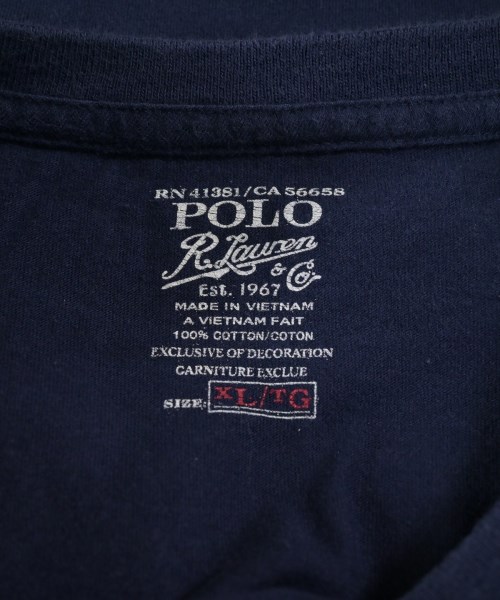 RN 41381/CA 56658
POLO
R. Lauren
& Co.
EST. 1967
MADE IN VIETNAM
A VIETNAM FAIT
100% COTTON/COTON
EXCLUSIVE OF DECORATION
GARNITURE EXCLUE
SIZE: XL/TG